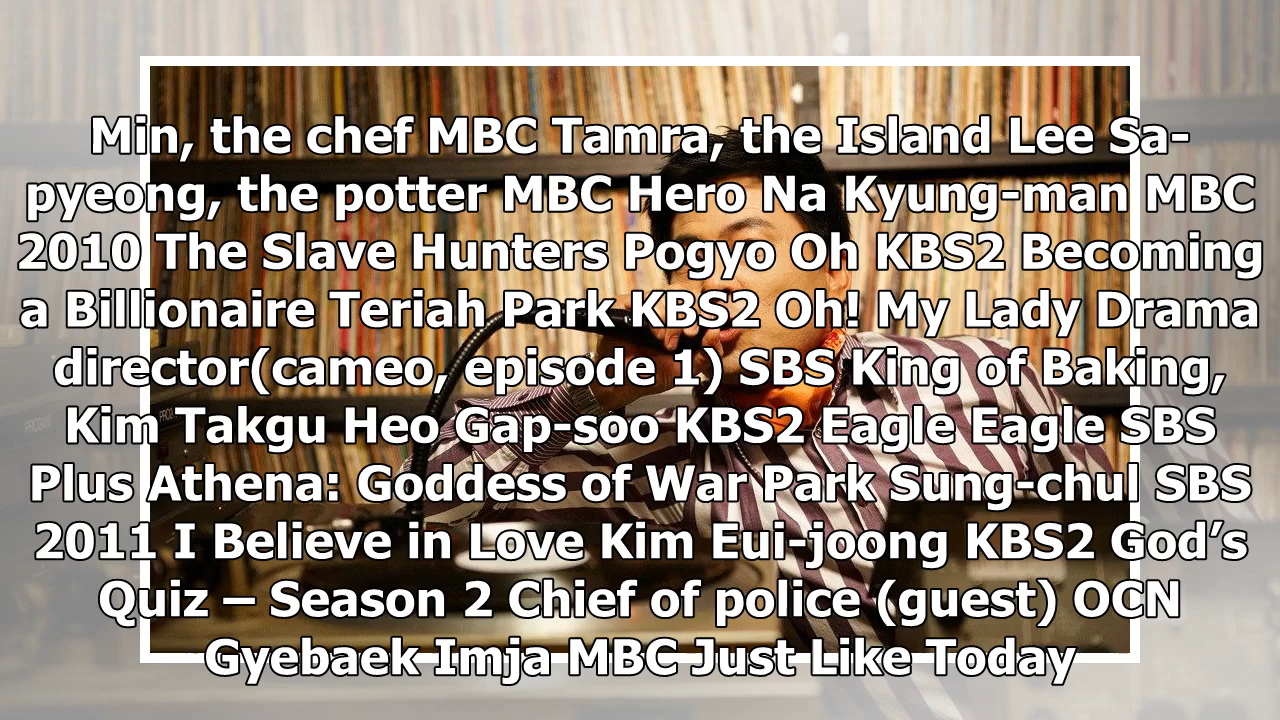 Min, the chef MBC Tamra, the Island Lee Sa-
pyeong, the potter MBC Hero Na Kyung-man MBC
2010 The Slave Hunters Pogyo Oh KBS2 Becoming
a Billionaire Teriah Park KBS2 Oh! My Lady Drama
director(cameo, episode 1) SBS King of Baking,
Kim Takgu Heo Gap-soo KBS2 Eagle Eagle SBS
Plus Athena: Goddess of War Park Sung-chul SBS
2011 I Believe in Love Kim Eui-joong KBS2 God’s
Quiz – Season 2 Chief of police (guest) OCN
Gyebaek Imja MBC Just Like Today